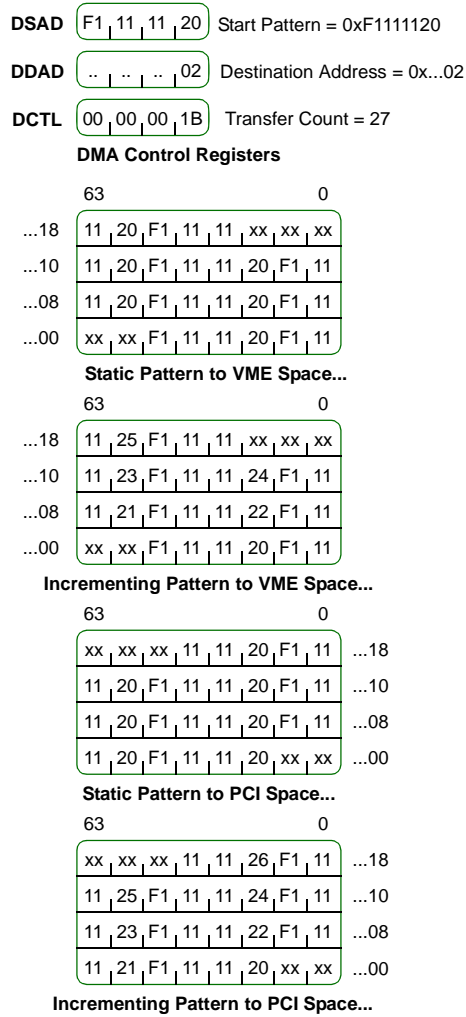 DSAD F1 11 11 20 Start Pattern = 0xF1111120
DDAD .. .. .. 02 Destination Address = 0x...02
DCTL 00 00 00 1B Transfer Count = 27
DMA Control Registers
63 0
...18 11 20 F1 11 11 xx xx xx
...10 11 20 F1 11 11 20 F1 11
...08 11 20 F1 11 11 20 F1 11
...00 xx xx F1 11 11 20 F1 11
Static Pattern to VME Space...
63 0
...18 11 25 F1 11 11 xx xx xx
...10 11 23 F1 11 11 24 F1 11
...08 11 21 F1 11 11 22 F1 11
...00 xx xx F1 11 11 20 F1 11
Incrementing Pattern to VME Space...
63 0
xx xx xx 11 11 20 F1 11 ...18
11 20 F1 11 11 20 F1 11 ...10
11 20 F1 11 11 20 F1 11 ...08
11 20 F1 11 11 20 xx xx ...00
Static Pattern to PCI Space...
63 0
xx xx xx 11 11 26 F1 11 ...18
11 25 F1 11 11 24 F1 11 ...10
11 23 F1 11 11 22 F1 11 ...08
11 21 F1 11 11 20 xx xx ...00
Incrementing Pattern to PCI Space...